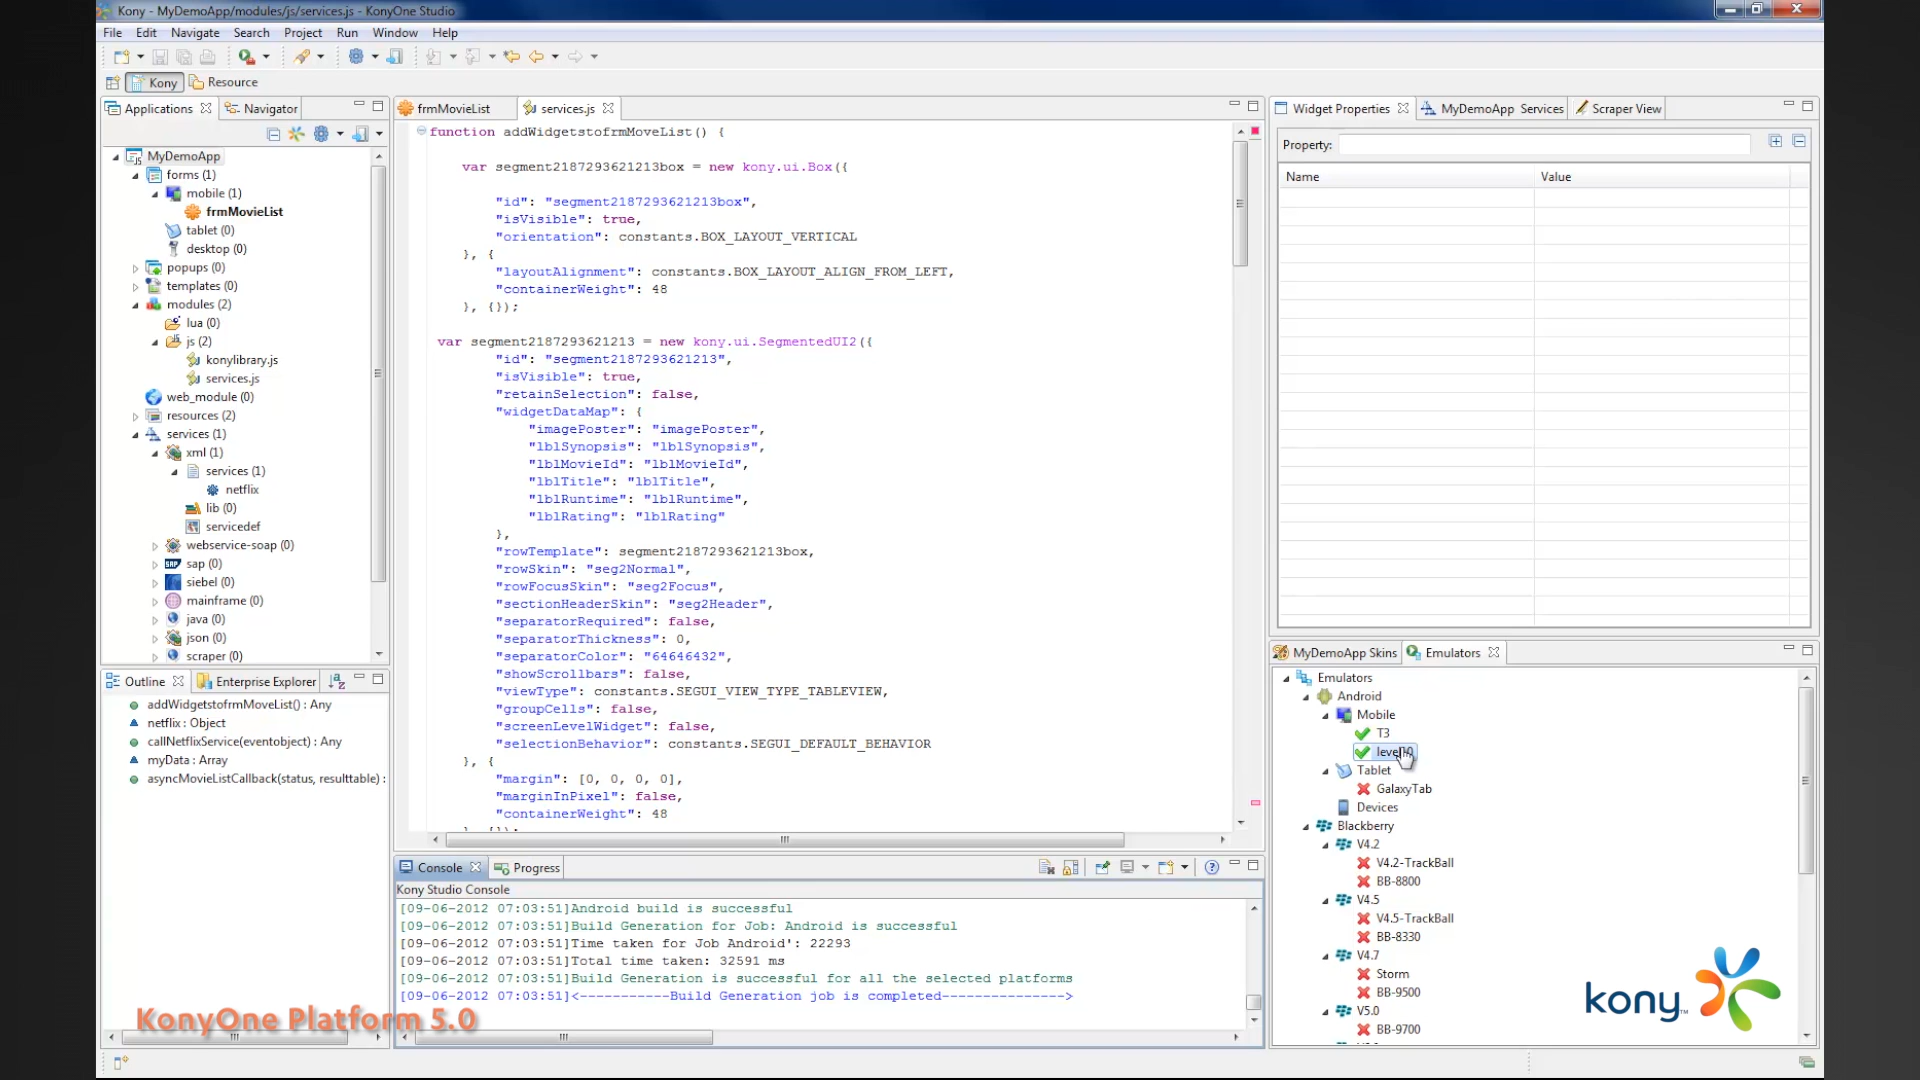 Kony - MyDemoApp/modules/js/services.js - KonyOne Studio
File Edit Navigate Search Project Run Window Help
Kony Resource
Applications Navigator
MyDemoApp
forms (1)
mobile (1)
frmMovieList
tablet (0)
desktop (0)
popups (0)
templates (0)
modules (2)
lua (0)
js (2)
konylibrary.js
services.js
web_module (0)
resources (2)
services (1)
xml (1)
services (1)
netflix
lib (0)
servicedef
webservice-soap (0)
sap (0)
siebel (0)
mainframe (0)
java (0)
json (0)
scraper (0)
Outline Enterprise Explorer
addWidgetstofrmMoveList() : Any
netflix : Object
callNetflixService(eventobject) : Any
myData : Array
asyncMovieListCallback(status, resulttable) :
frmMovieList services.js
function addWidgetstofrmMoveList() {
var segment2187293621213box = new kony.ui.Box({
"id": "segment2187293621213box",
"isVisible": true,
"orientation": constants.BOX_LAYOUT_VERTICAL
}, {
"layoutAlignment": constants.BOX_LAYOUT_ALIGN_FROM_LEFT,
"containerWeight": 48
}, {});
var segment2187293621213 = new kony.ui.SegmentedUI2({
"id": "segment2187293621213",
"isVisible": true,
"retainSelection": false,
"widgetDataMap": {
"imagePoster": "imagePoster",
"lblSynopsis": "lblSynopsis",
"lblMovieId": "lblMovieId",
"lblTitle": "lblTitle",
"lblRuntime": "lblRuntime",
"lblRating": "lblRating"
},
"rowTemplate": segment2187293621213box,
"rowSkin": "seg2Normal",
"rowFocusSkin": "seg2Focus",
"sectionHeaderSkin": "seg2Header",
"separatorRequired": false,
"separatorThickness": 0,
"separatorColor": "64646432",
"showScrollbars": false,
"viewType": constants.SEGUI_VIEW_TYPE_TABLEVIEW,
"groupCells": false,
"screenLevelWidget": false,
"selectionBehavior": constants.SEGUI_DEFAULT_BEHAVIOR
}, {
"margin": [0, 0, 0, 0],
"marginInPixel": false,
"containerWeight": 48
}, {});
Console Progress
Kony Studio Console
[09-06-2012 07:03:51]Android build is successful
[09-06-2012 07:03:51]Build Generation for Job: Android is successful
[09-06-2012 07:03:51]Time taken for Job Android': 22293
[09-06-2012 07:03:51]Total time taken: 32591 ms
[09-06-2012 07:03:51]Build Generation is successful for all the selected platforms
[09-06-2012 07:03:51]<-----------Build Generation job is completed--------------->
Widget Properties MyDemoApp Services Scraper View
Property:
Name Value
MyDemoApp Skins Emulators
Emulators
Android
Mobile
T3
Tablet
GalaxyTab
Devices
Blackberry
V4.2
V4.2-TrackBall
BB-8800
V4.5
V4.5-TrackBall
BB-8330
V4.7
Storm
BB-9500
V5.0
BB-9700
kony™
KonyOne Platform 5.0